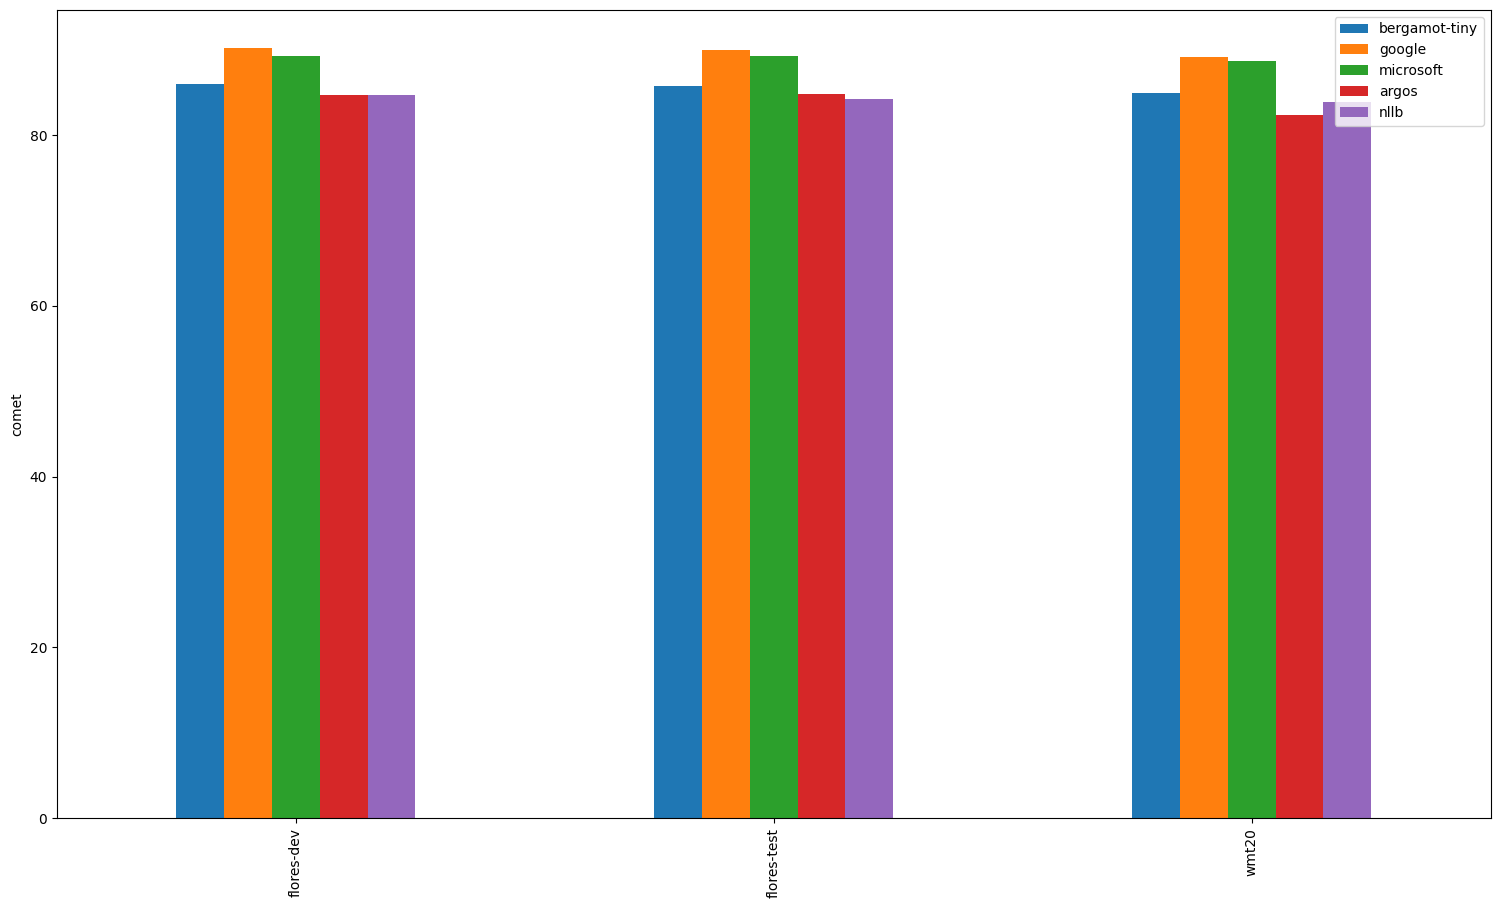 bergamot-tiny
google
microsoft
argos
nllb
comet
80
60
40
20
0
flores-dev
flores-test
wmt20